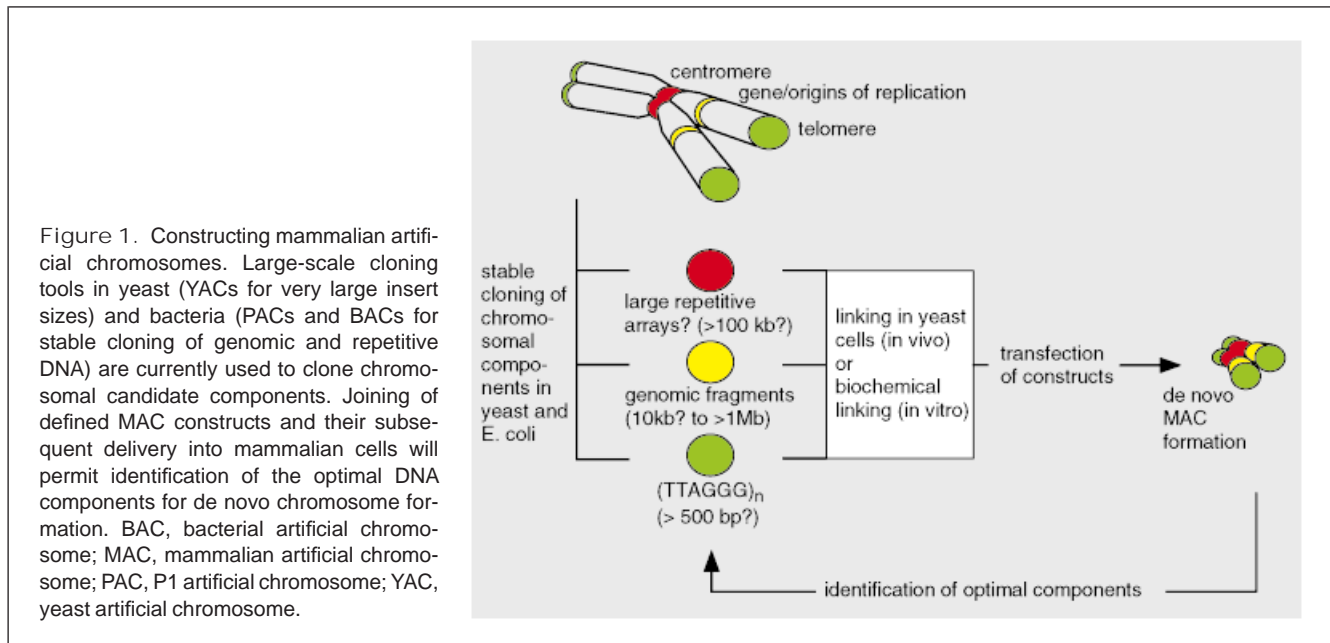 Figure 1. Constructing mammalian artifi-
cial chromosomes. Large-scale cloning
tools in yeast (YACs for very large insert
sizes) and bacteria (PACs and BACs for
stable cloning of genomic and repetitive
DNA) are currently used to clone chromo-
somal candidate components. Joining of
defined MAC constructs and their subse-
quent delivery into mammalian cells will
permit identification of the optimal DNA
components for de novo chromosome for-
mation. BAC, bacterial artificial chromo-
some; MAC, mammalian artificial chromo-
some; PAC, P1 artificial chromosome; YAC,
yeast artificial chromosome.
centromere
gene/origins of replication
telomere
stable
cloning of
chromo-
somal
compo-
nents in
yeast and
E. coli
large repetitive
arrays? (>100 kb?)
genomic fragments
(10kb? to >1Mb)
(TTAGGG)n
(> 500 bp?)
linking in yeast
cells (in vivo)
or
biochemical
linking (in vitro)
transfection
of constructs
de novo
MAC
formation
identification of optimal components